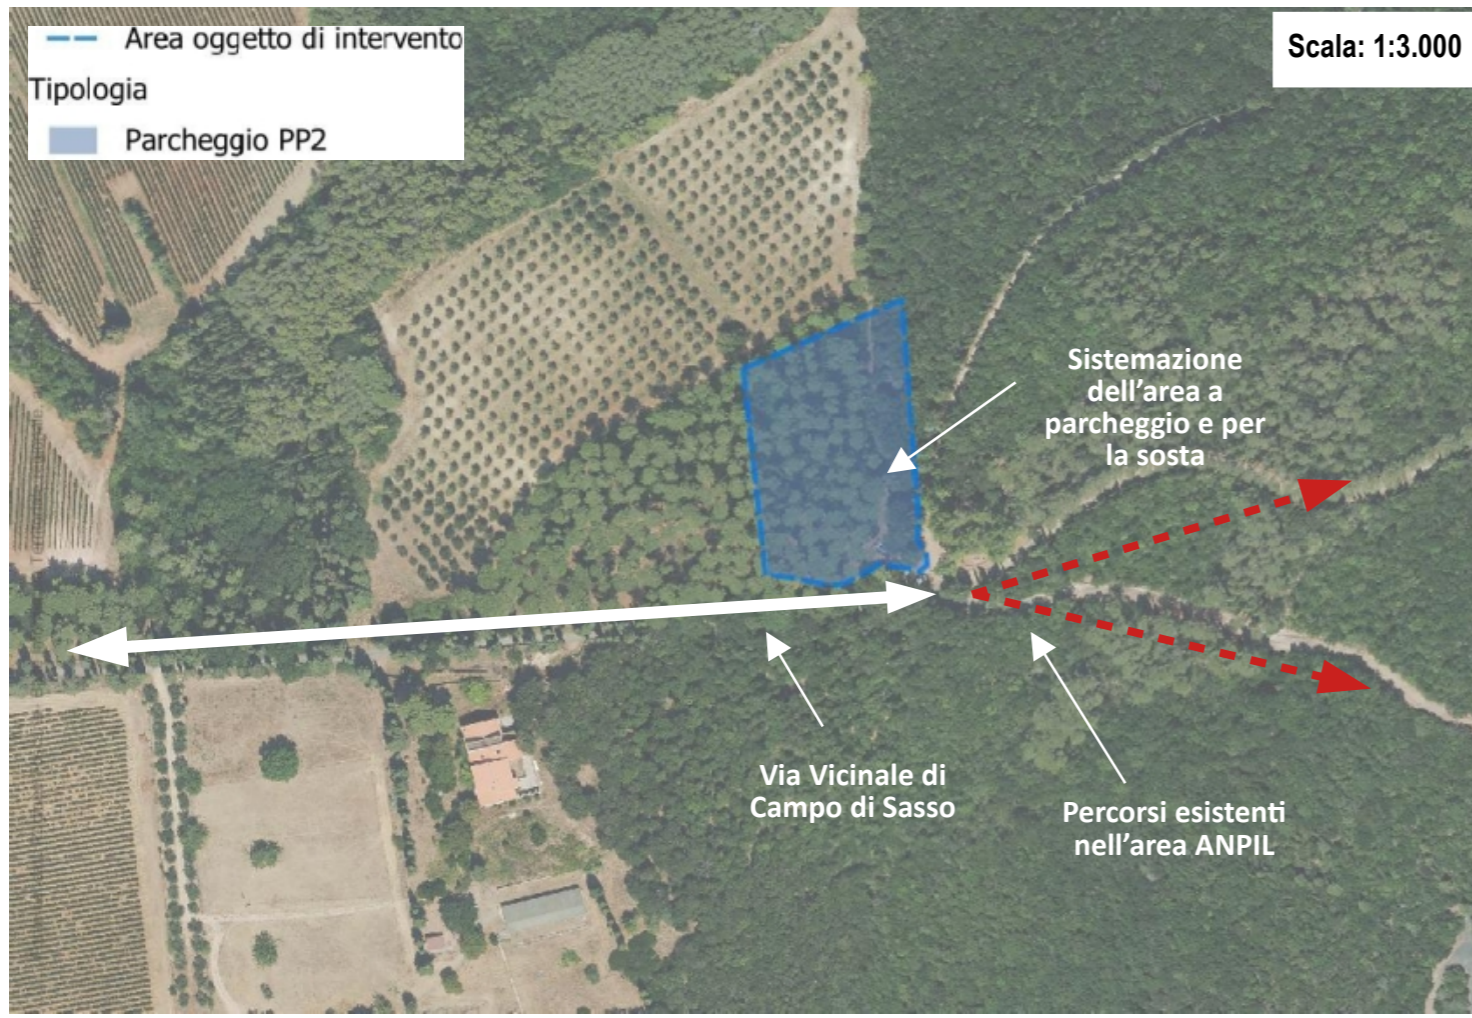 Area oggetto di intervento
Tipologia
Parcheggio PP2
Scala: 1:3.000
Sistemazione
dell’area a
parcheggio e per
la sosta
Via Vicinale di
Campo di Sasso
Percorsi esistenti
nell’area ANPIL